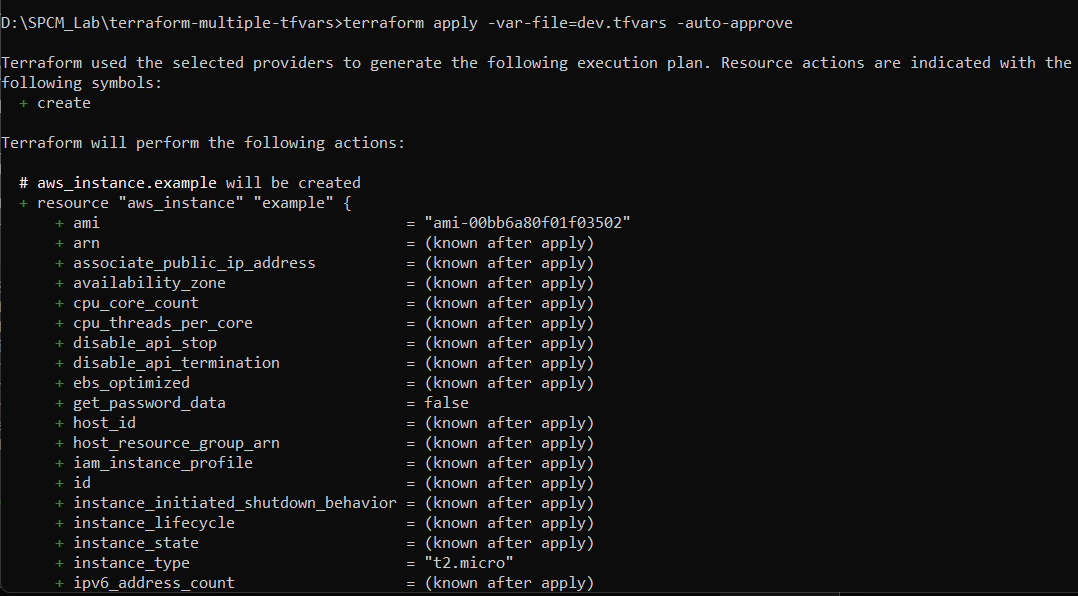 D:\SPCM_Lab\terraform-multiple-tfvars>terraform apply -var-file=dev.tfvars -auto-approve
Terraform used the selected providers to generate the following execution plan. Resource actions are indicated with the
following symbols:
+ create
Terraform will perform the following actions:
# aws_instance.example will be created
+ resource "aws_instance" "example" {
+ ami = "ami-00bb6a80f01f03502"
+ arn = (known after apply)
+ associate_public_ip_address = (known after apply)
+ availability_zone = (known after apply)
+ cpu_core_count = (known after apply)
+ cpu_threads_per_core = (known after apply)
+ disable_api_stop = (known after apply)
+ disable_api_termination = (known after apply)
+ ebs_optimized = (known after apply)
+ get_password_data = false
+ host_id = (known after apply)
+ host_resource_group_arn = (known after apply)
+ iam_instance_profile = (known after apply)
+ id = (known after apply)
+ instance_initiated_shutdown_behavior = (known after apply)
+ instance_lifecycle = (known after apply)
+ instance_state = (known after apply)
+ instance_type = "t2.micro"
+ ipv6_address_count = (known after apply)